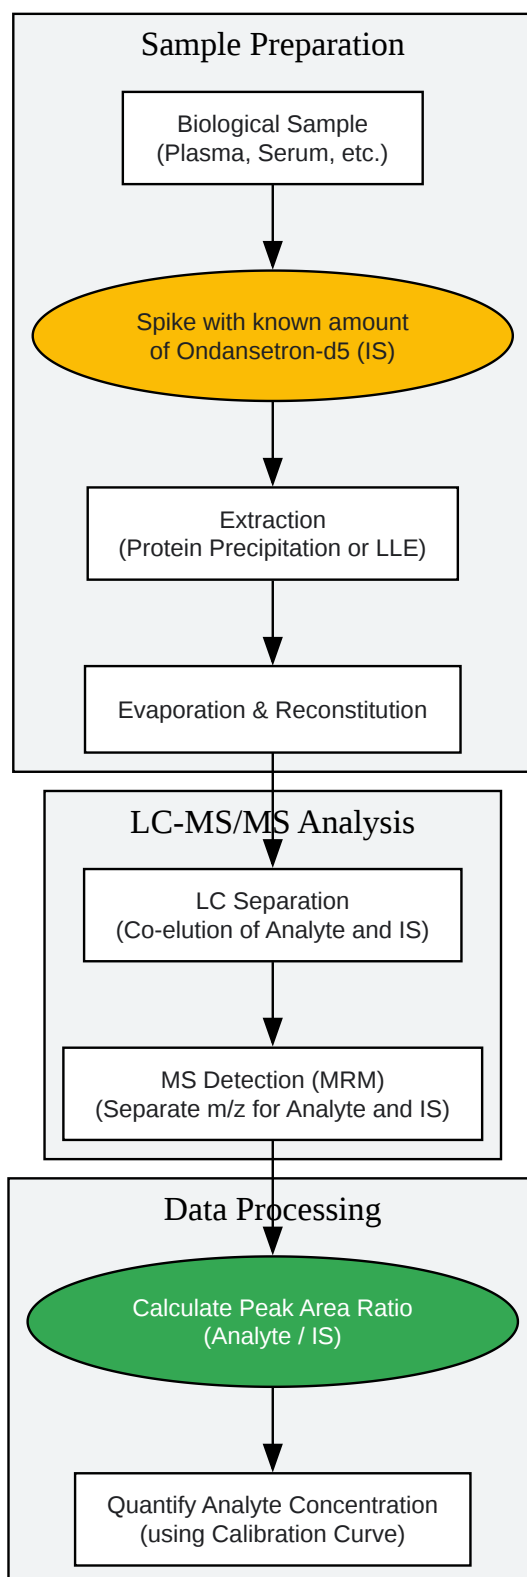 Sample Preparation
Biological Sample
(Plasma, Serum, etc.)
Spike with known amount
of Ondansetron-d5 (IS)
Extraction
(Protein Precipitation or LLE)
Evaporation & Reconstitution
LC-MS/MS Analysis
LC Separation
(Co-elution of Analyte and IS)
MS Detection (MRM)
(Separate m/z for Analyte and IS)
Data Processing
Calculate Peak Area Ratio
(Analyte / IS)
Quantify Analyte Concentration
(using Calibration Curve)